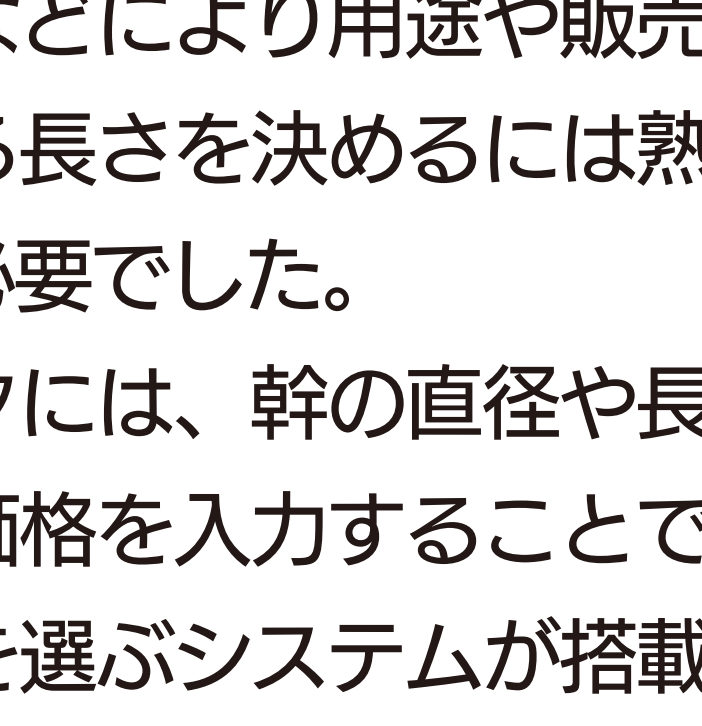 などにより用途や販売
る長さを決めるには熟
必要でした。
クには、幹の直径や長
価格を入力することで
を選ぶシステムが搭載